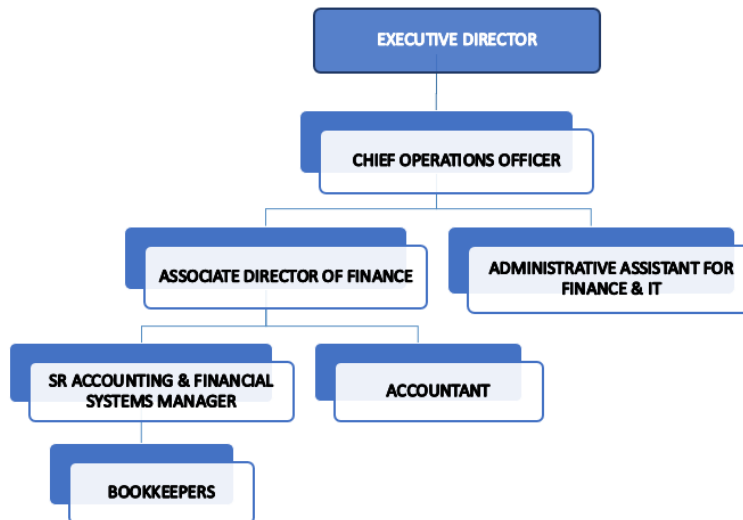 EXECUTIVE DIRECTOR
CHIEF OPERATIONS OFFICER
ASSOCIATE DIRECTOR OF FINANCE
ADMINISTRATIVE ASSISTANT FOR
FINANCE & IT
SR ACCOUNTING & FINANCIAL
SYSTEMS MANAGER
ACCOUNTANT
BOOKKEEPERS